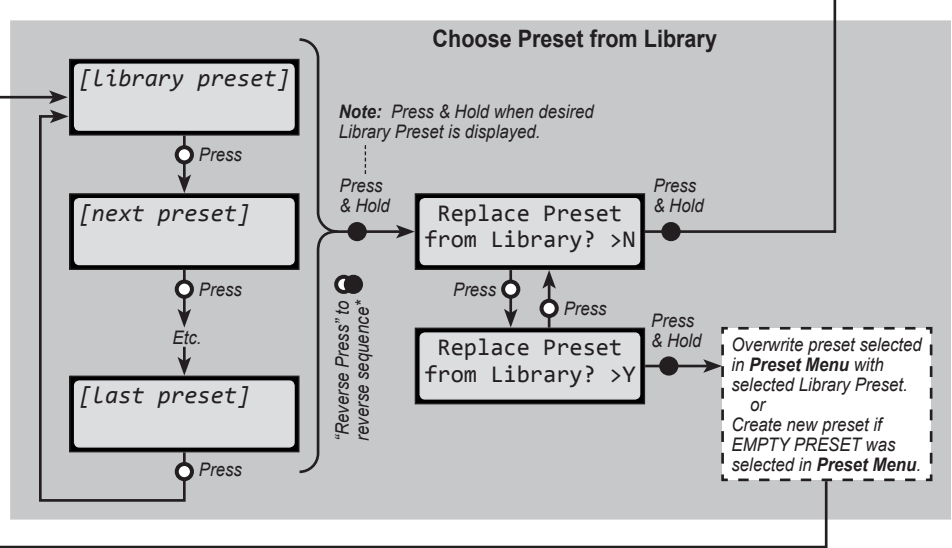 Choose Preset from Library
[library preset]
Press
[next preset]
Press
Etc.
[last preset]
Press
Note: Press & Hold when desired
Library Preset is displayed.
Press
& Hold
"Reverse Press" to
reverse sequence*
Replace Preset
from Library? >N
Press
& Hold
Press
Press
Replace Preset
from Library? >Y
Press
& Hold
Overwrite preset selected
in Preset Menu with
selected Library Preset.
or
Create new preset if
EMPTY PRESET was
selected in Preset Menu.